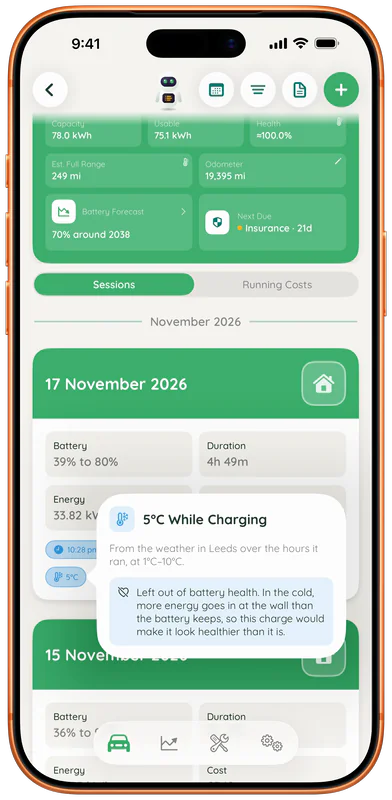 9:41
Capacity
78.0 kWh
Usable
75.1 kWh
Health
≈100.0%
Est. Full Range
249 mi
Odometer
19,395 mi
Battery Forecast
70% around 2038
Next Due
Insurance · 21d
Sessions
Running Costs
November 2026
17 November 2026
Battery
39% to 80%
Duration
4h 49m
Energy
33.82
10:28 pm
5°C
5°C While Charging
From the weather in Leeds over the hours it
ran, at 1°C–10°C.
Left out of battery health. In the cold,
more energy goes in at the wall than
the battery keeps, so this charge would
make it look healthier than it is.
15 November 2026
Battery
36% to
Duration
Energy
Cost